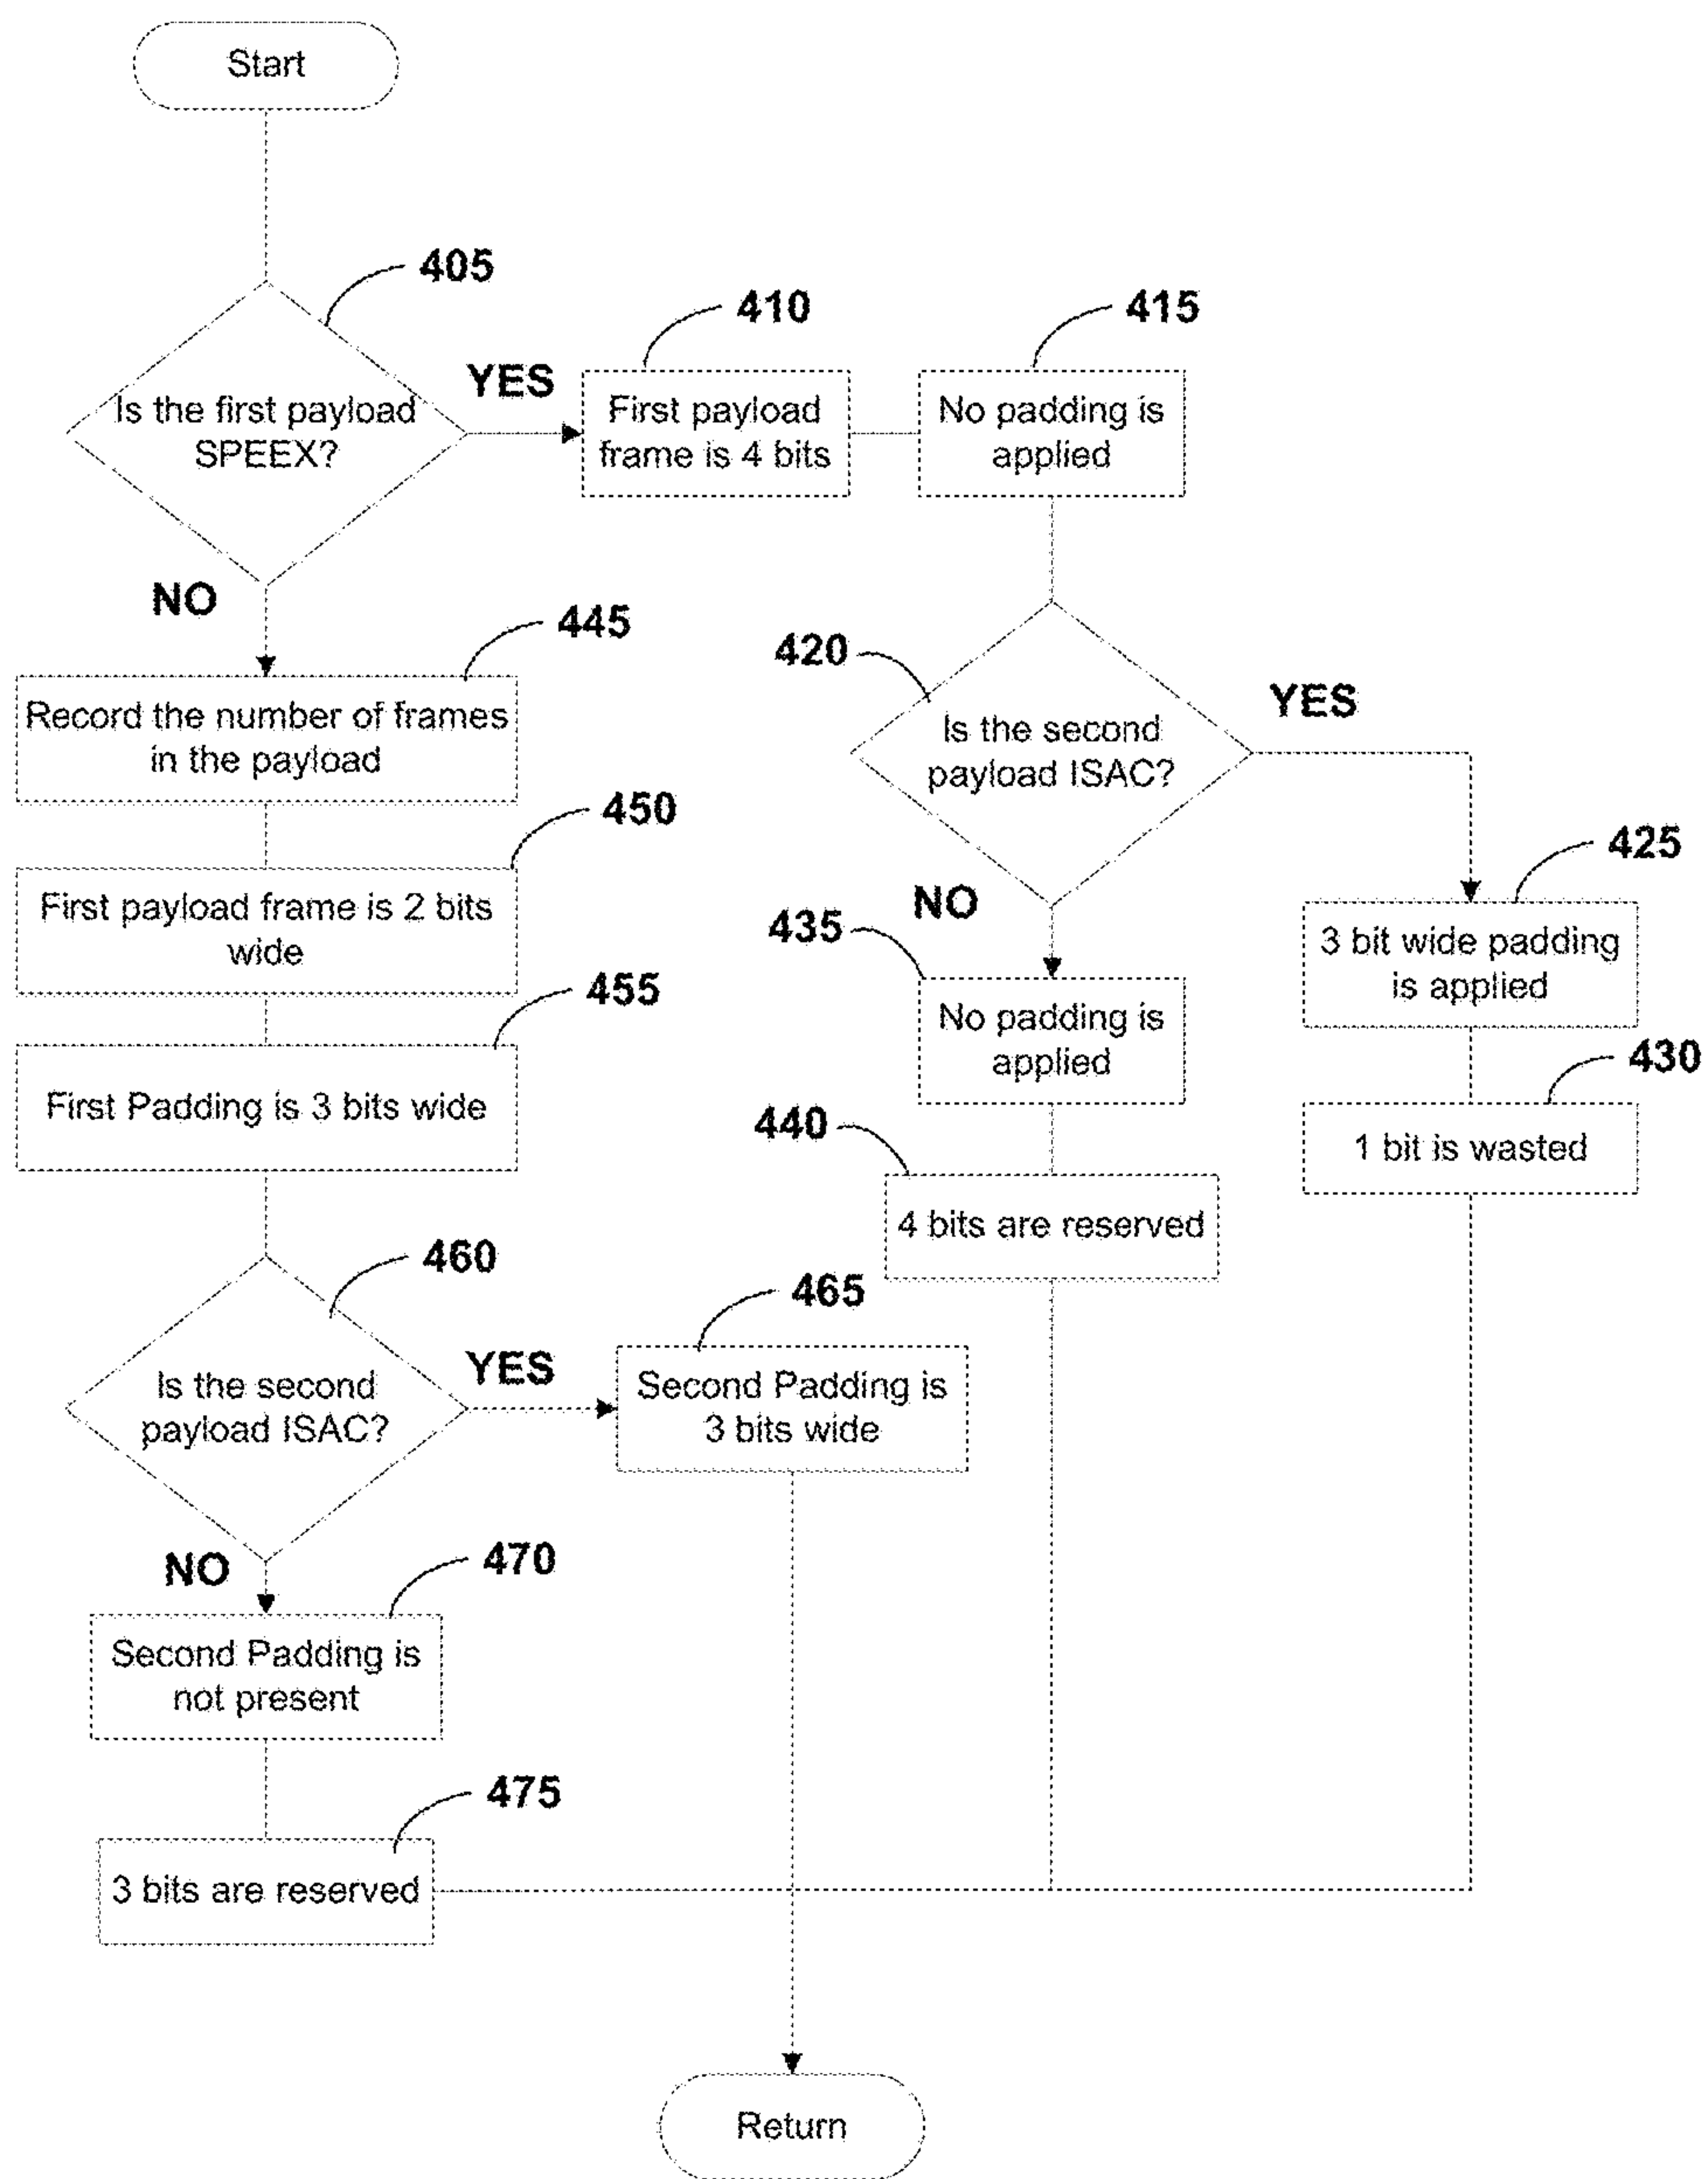 Start
405
Is the first payload
SPEEX?
YES
410
First payload
frame is 4 bits
415
No padding is
applied
NO
445
Record the number of frames
in the payload
420
Is the second
payload ISAC?
YES
450
First payload frame is 2 bits
wide
425
3 bit wide padding
is applied
NO
435
No padding is
applied
455
First Padding is 3 bits wide
430
1 bit is wasted
440
4 bits are reserved
460
Is the second
payload ISAC?
YES
465
Second Padding is
3 bits wide
NO
470
Second Padding is
not present
475
3 bits are reserved
Return